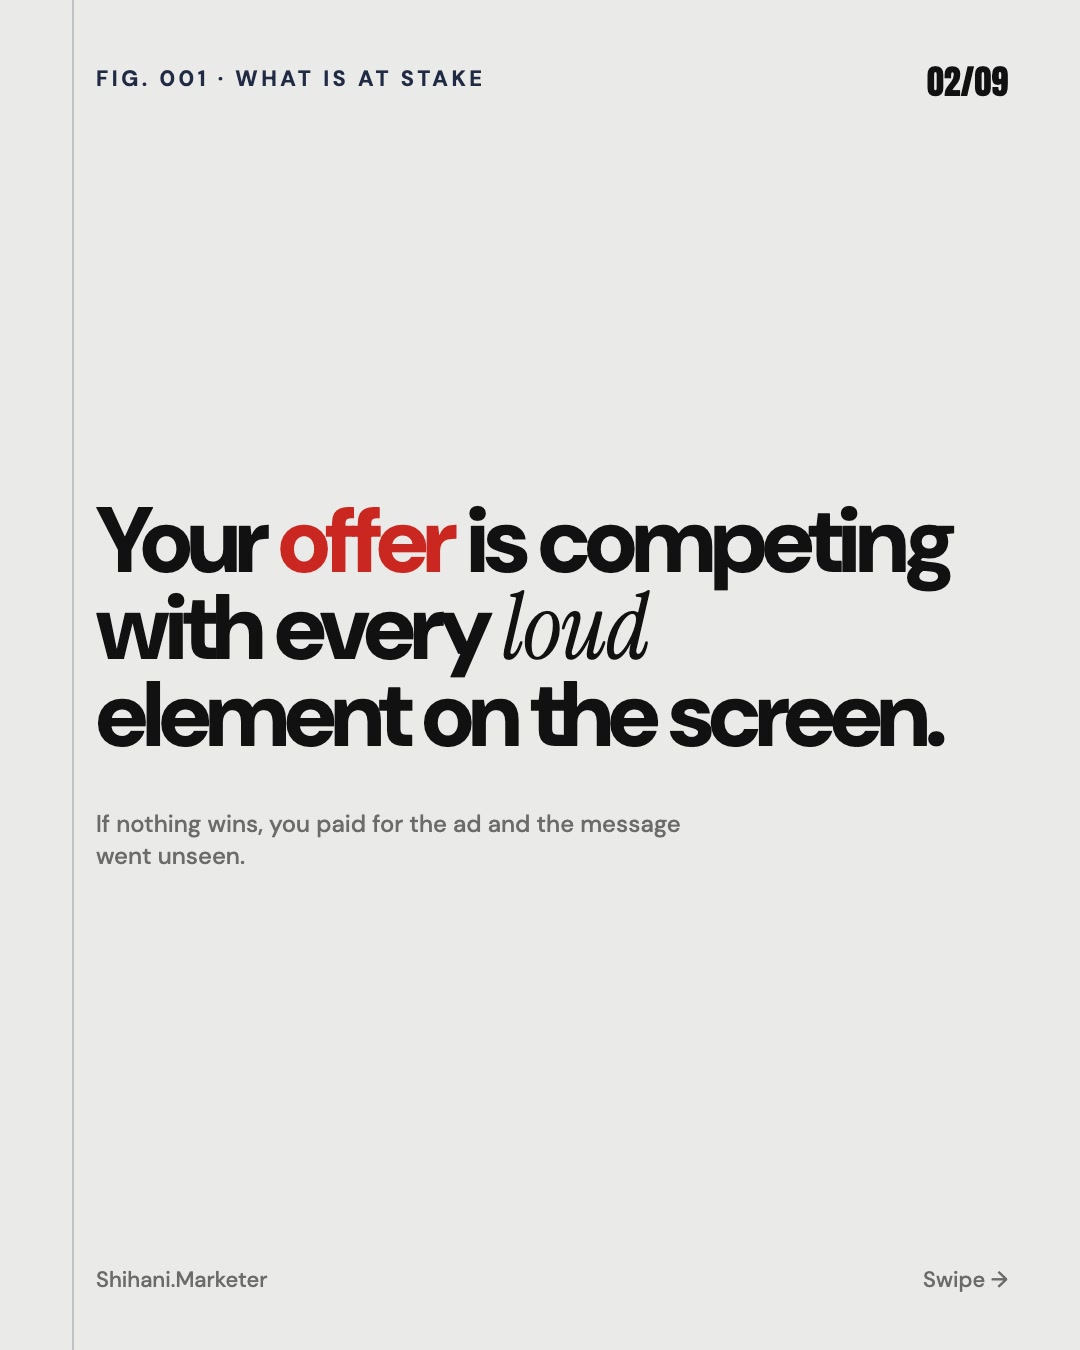 FIG. 001 · WHAT IS AT STAKE
02/09
Your offer is competing
with every loud
element on the screen.
If nothing wins, you paid for the ad and the message
went unseen.
Shihani.Marketer
Swipe →